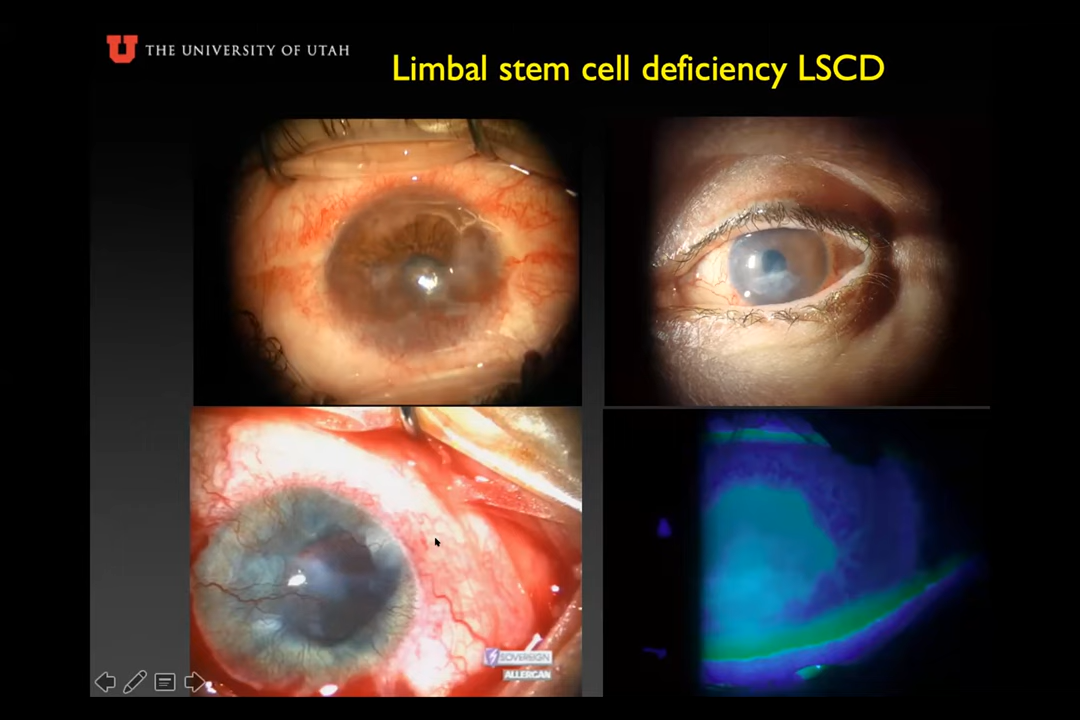 THE UNIVERSITY OF UTAH
Limbal stem cell deficiency LSCD
SOVEREIGN
ALLERGAN